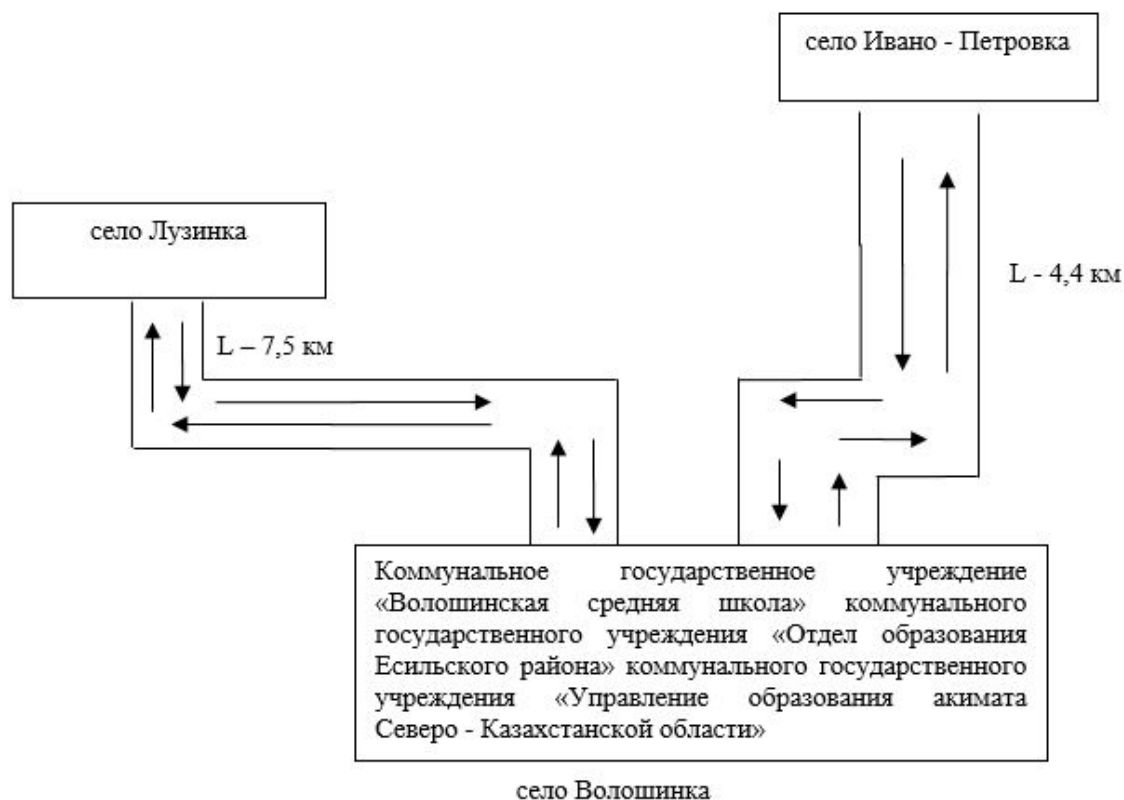 село Ивано - Петровка
село Лузинка
L - 4,4 км
L – 7,5 км
Коммунальное государственное учреждение
«Волошинская средняя школа» коммунального
государственного учреждения «Отдел образования
Есильского района» коммунального государственного
учреждения «Управление образования акимата
Северо - Казахстанской области»
село Волошинка